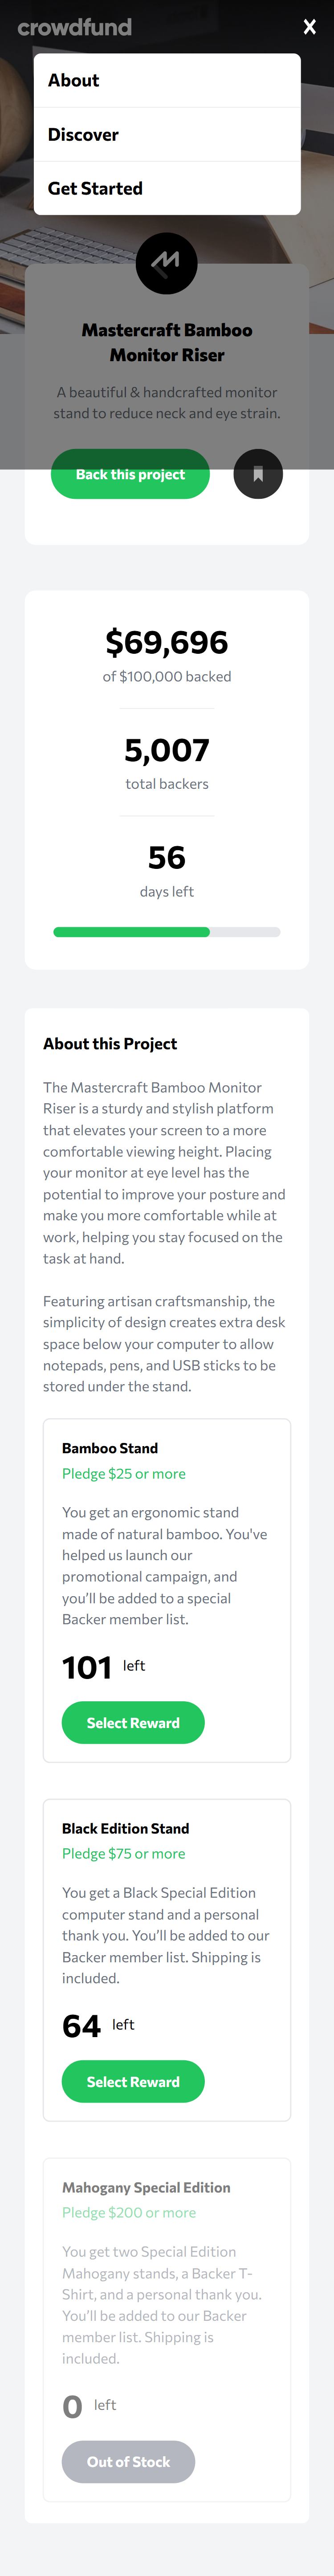 crowdfund
About
Discover
Get Started
Mastercraft Bamboo
Monitor Riser
A beautiful & handcrafted monitor
stand to reduce neck and eye strain.
Back this project
$69,696
of $100,000 backed
5,007
total backers
56
days left
About this Project
The Mastercraft Bamboo Monitor
Riser is a sturdy and stylish platform
that elevates your screen to a more
comfortable viewing height. Placing
your monitor at eye level has the
potential to improve your posture and
make you more comfortable while at
work, helping you stay focused on the
task at hand.
Featuring artisan craftsmanship, the
simplicity of design creates extra desk
space below your computer to allow
notepads, pens, and USB sticks to be
stored under the stand.
Bamboo Stand
Pledge $25 or more
You get an ergonomic stand
made of natural bamboo. You've
helped us launch our
promotional campaign, and
you’ll be added to a special
Backer member list.
101 left
Select Reward
Black Edition Stand
Pledge $75 or more
You get a Black Special Edition
computer stand and a personal
thank you. You’ll be added to our
Backer member list. Shipping is
included.
64 left
Select Reward
Mahogany Special Edition
Pledge $200 or more
You get two Special Edition
Mahogany stands, a Backer T-
Shirt, and a personal thank you.
You’ll be added to our Backer
member list. Shipping is
included.
0 left
Out of Stock